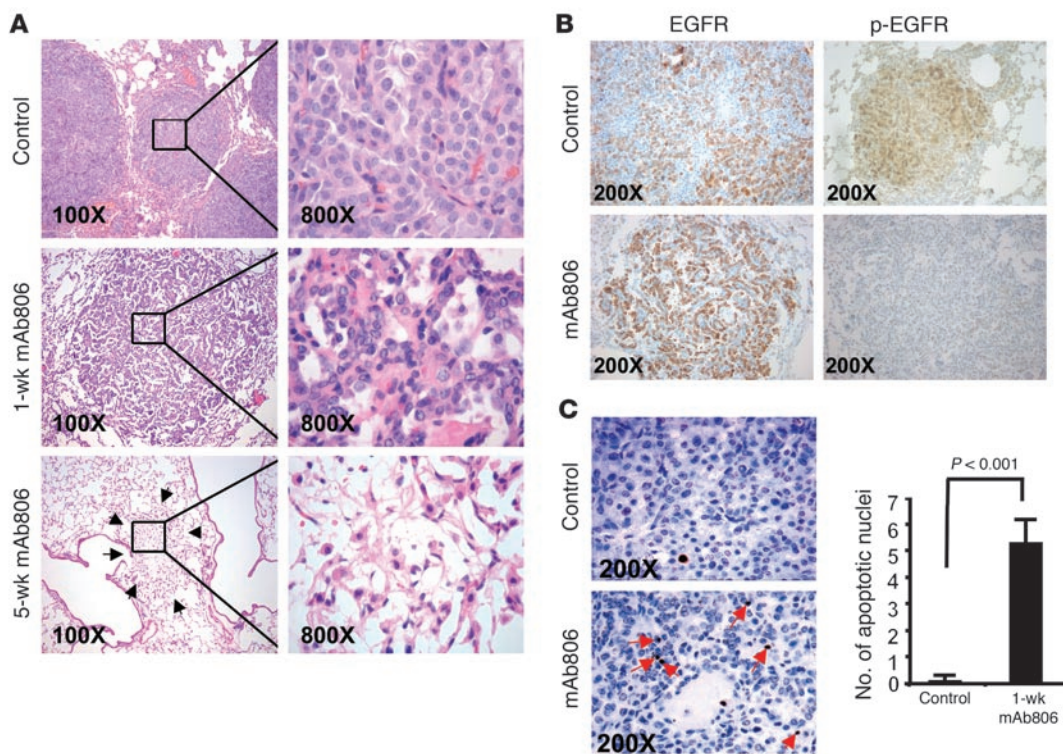 A
Control
100X
800X
1-wk mAb806
100X
800X
5-wk mAb806
100X
800X
B
EGFR
p-EGFR
Control
200X
200X
mAb806
200X
200X
C
Control
200X
mAb806
200X
P < 0.001
No. of apoptotic nuclei
7
6
5
4
3
2
1
0
Control
1-wk
mAb806